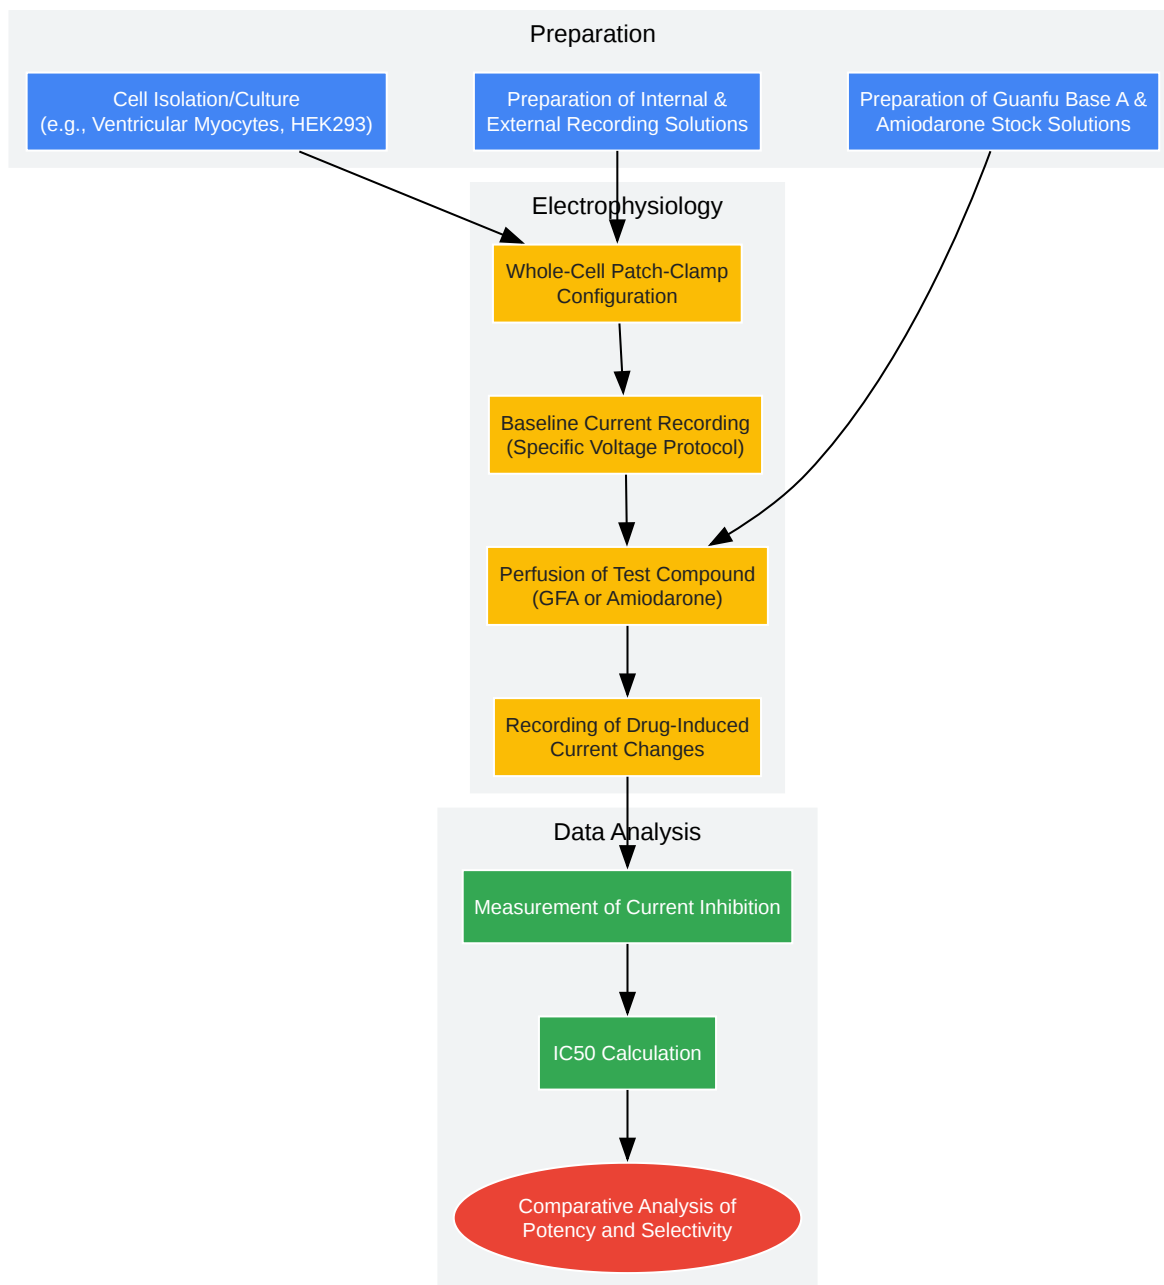 Preparation
Cell Isolation/Culture
(e.g., Ventricular Myocytes, HEK293)
Preparation of Internal &
External Recording Solutions
Preparation of Guanfu Base A &
Amiodarone Stock Solutions
Electrophysiology
Whole-Cell Patch-Clamp
Configuration
Baseline Current Recording
(Specific Voltage Protocol)
Perfusion of Test Compound
(GFA or Amiodarone)
Recording of Drug-Induced
Current Changes
Data Analysis
Measurement of Current Inhibition
IC50 Calculation
Comparative Analysis of
Potency and Selectivity